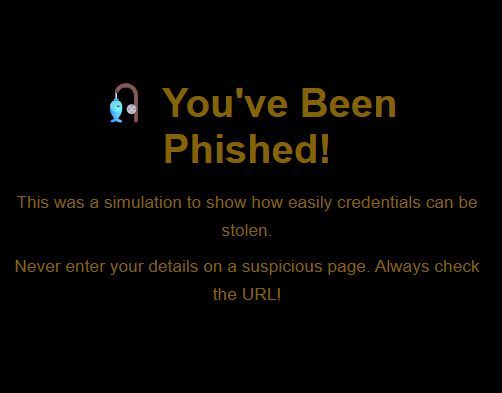 You've Been
Phished!
This was a simulation to show how easily credentials can be
stolen.
Never enter your details on a suspicious page. Always check
the URL!